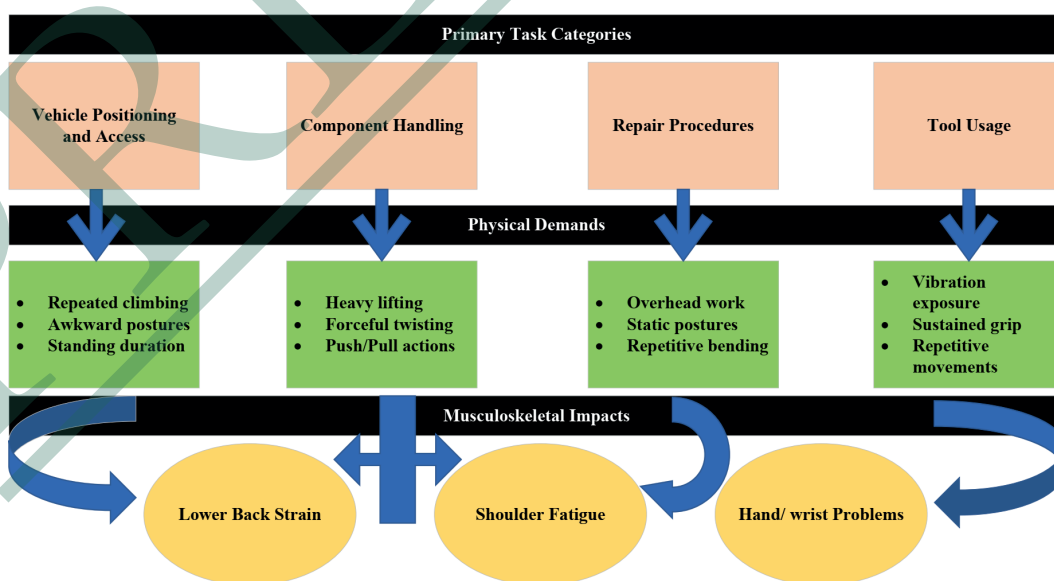 Primary Task Categories
Vehicle Positioning
and Access
Component Handling
Repair Procedures
Tool Usage
Physical Demands
• Repeated climbing
• Awkward postures
• Standing duration
• Heavy lifting
• Forceful twisting
• Push/Pull actions
• Overhead work
• Static postures
• Repetitive bending
• Vibration
exposure
• Sustained grip
• Repetitive
movements
Musculoskeletal Impacts
Lower Back Strain
Shoulder Fatigue
Hand/ wrist Problems